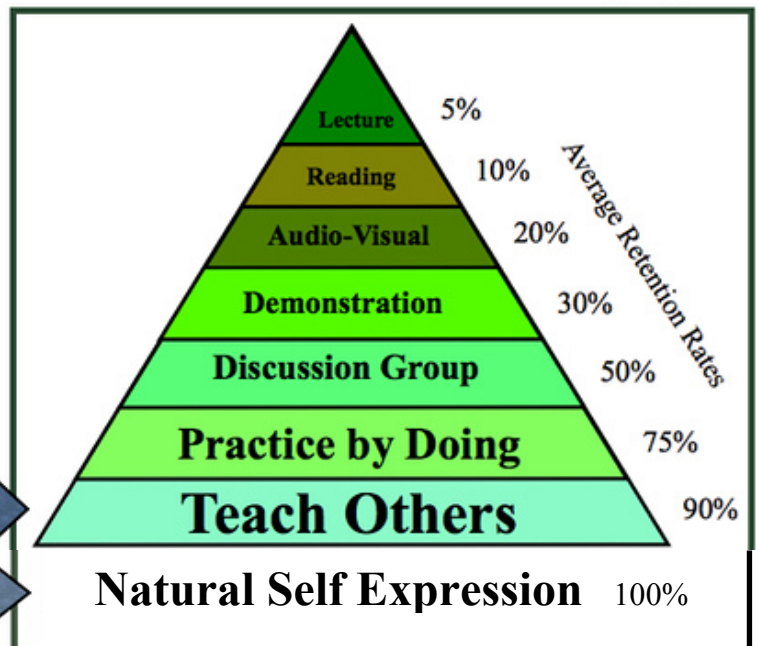 Lecture 5%
Reading 10%
Audio-Visual 20%
Demonstration 30%
Discussion Group 50%
Practice by Doing 75%
Teach Others 90%
Natural Self Expression 100%
Average Retention Rates